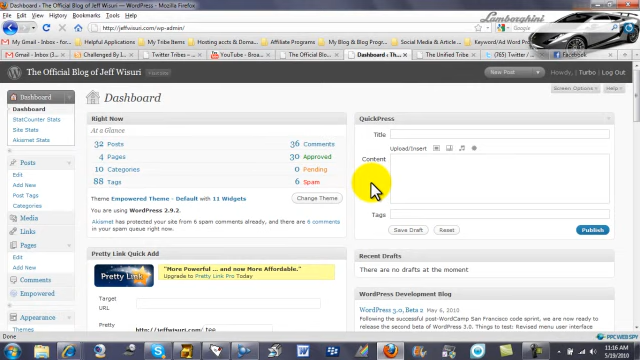 Dashboard ‹ The Official Blog of Jeff Wisuri — WordPress — Mozilla Firefox
File Edit View History Bookmarks Tools Help
Lamborghini
http://jeffwisuri.com/wp-admin/
My Gmail - Inbox Helpful Applications My Hosting accts & Doma... Affiliate Programs My Blog & Blog Progr... Social Media & Article ... Keyword/Ad Word Pro...
My Gmail - Inbox - ... Challenged By L... (2) Twitter Trends ... YouTube - Broa... Dashboard ‹ Th... The Unified Tribe (765) Twitter / ... Facebook
The Official Blog of Jeff Wisuri
New Post
Howdy, Turbo | Log Out
Screen Options
Help
Dashboard
Dashboard
StatCounter Stats
Site Stats
Akismet Stats
Posts
Edit
Add New
Post Tags
Categories
Media
Links
Pages
Edit
Add New
Comments
Empowered
Appearance
Themes
Dashboard
Right Now
At a Glance
32 Posts 36 Comments
4 Pages 30 Approved
10 Categories 0 Pending
88 Tags 6 Spam
Theme Empowered Theme - Default with 11 Widgets
Change Theme
You are using WordPress 2.9.2.
Akismet has protected your site from 6 spam comments already, and there are 6 comments
in your spam queue right now.
Pretty Link Quick Add
Pretty Link
"More Powerful ... and now More Affordable."
Upgrade to Pretty Link Pro Today
Target
URL
Pretty
http://jeffwisuri.com/ tee
QuickPress
Title
Upload/Insert
Content
Tags
Save Draft
Reset
Publish
Recent Drafts
There are no drafts at the moment
WordPress Development Blog
WordPress 3.0, Beta 2 May 6, 2010
Following the successful post-WordCamp San Francisco code sprint, we are now ready to
release the second beta of WordPress 3.0. Things to test: Revised menu user interface
Done
PPC WEB SPY
11:16 AM
5/19/2010